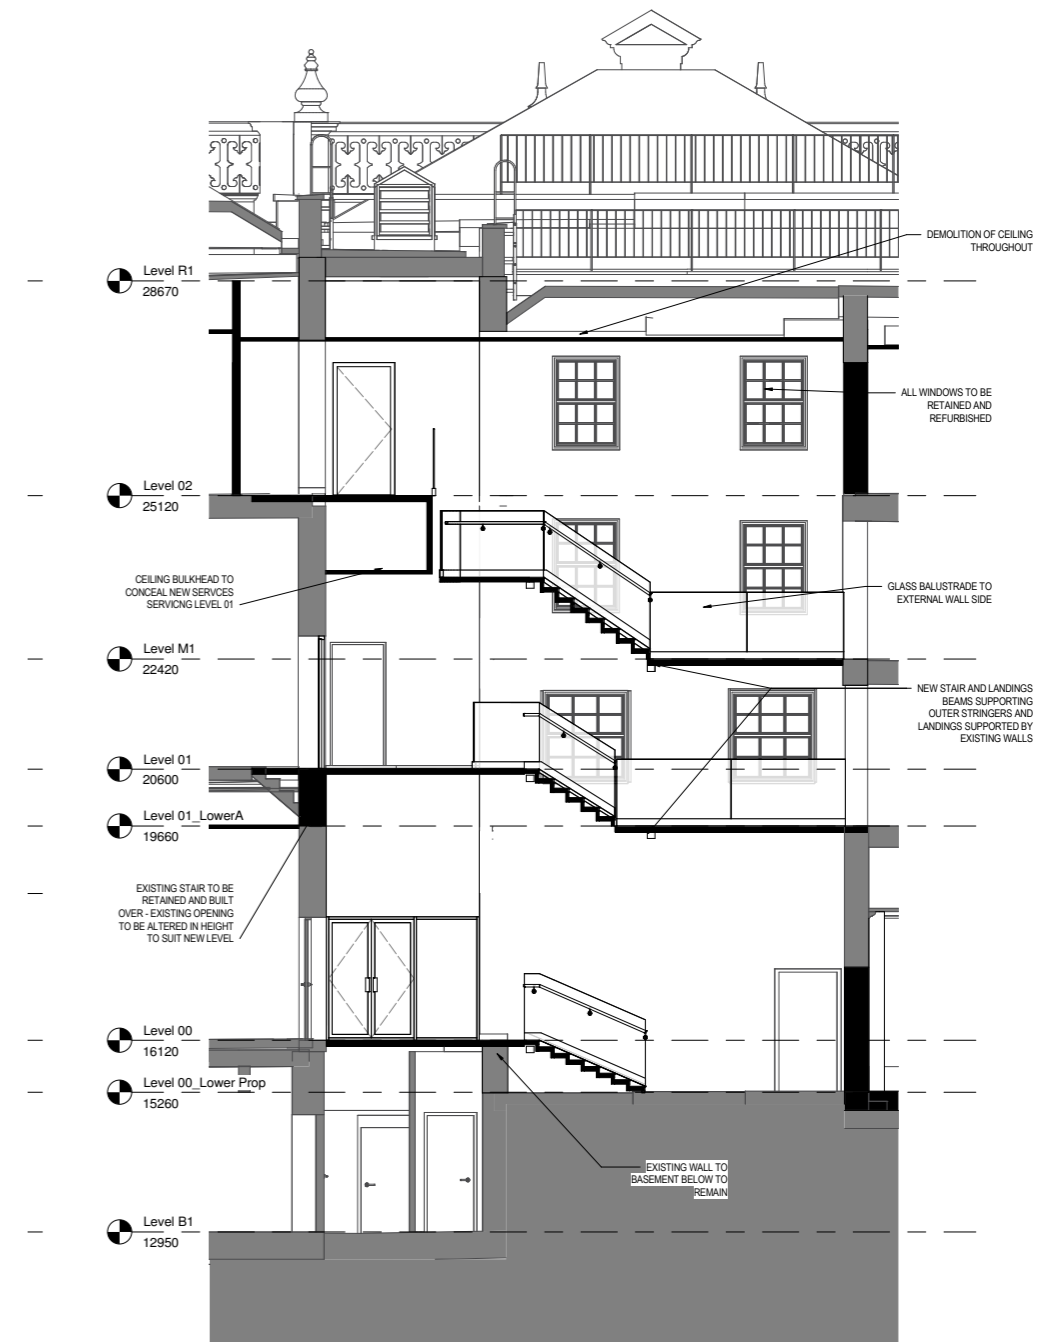 DEMOLITION OF CEILING
THROUGHOUT
Level R1
28670
ALL WINDOWS TO BE
RETAINED AND
REFURBISHED
Level 02
25120
CEILING BULKHEAD TO
CONCEAL NEW SERVCES
SERVICNG LEVEL 01
GLASS BALUSTRADE TO
EXTERNAL WALL SIDE
Level M1
22420
NEW STAIR AND LANDINGS
BEAMS SUPPORTING
OUTER STRINGERS AND
LANDINGS SUPPORTED BY
EXISTING WALLS
Level 01
20600
Level 01_LowerA
19660
EXISTING STAIR TO BE
RETAINED AND BUILT
OVER - EXISTING OPENING
TO BE ALTERED IN HEIGHT
TO SUIT NEW LEVEL
Level 00
16120
Level 00_Lower Prop
15260
EXISTING WALL TO
BASEMENT BELOW TO
REMAIN
Level B1
12950